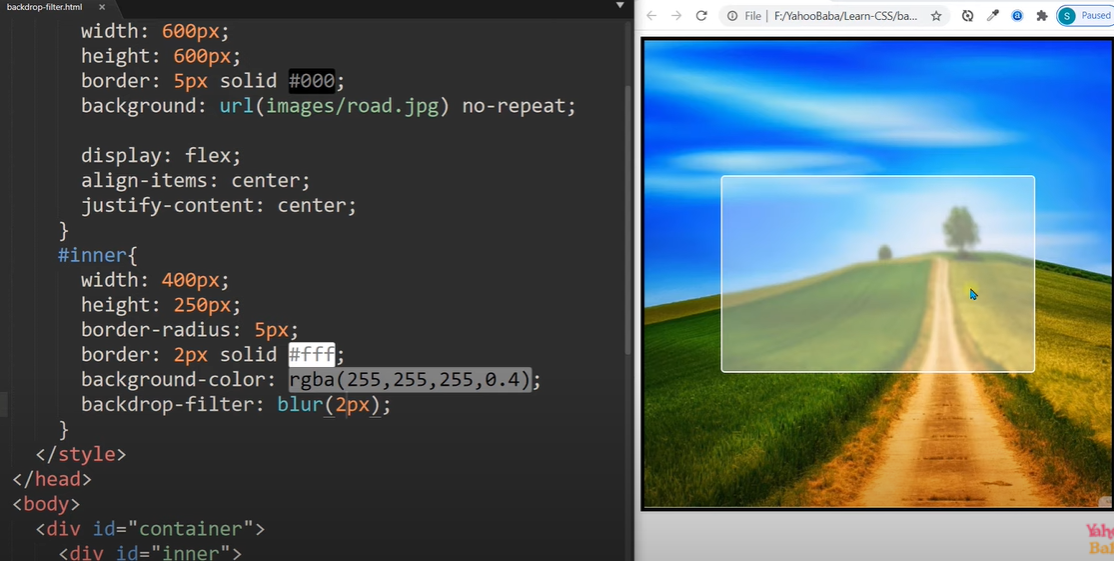 backdrop-filter.html
width: 600px;
height: 600px;
border: 5px solid #000;
background: url(images/road.jpg) no-repeat;
display: flex;
align-items: center;
justify-content: center;
}
#inner{
width: 400px;
height: 250px;
border-radius: 5px;
border: 2px solid #fff;
background-color: rgba(255,255,255,0.4);
backdrop-filter: blur(2px);
}
</style>
</head>
<body>
<div id="container">
<div id="inner">
File | F:/YahooBaba/Learn-CSS/ba...
a
S Paused